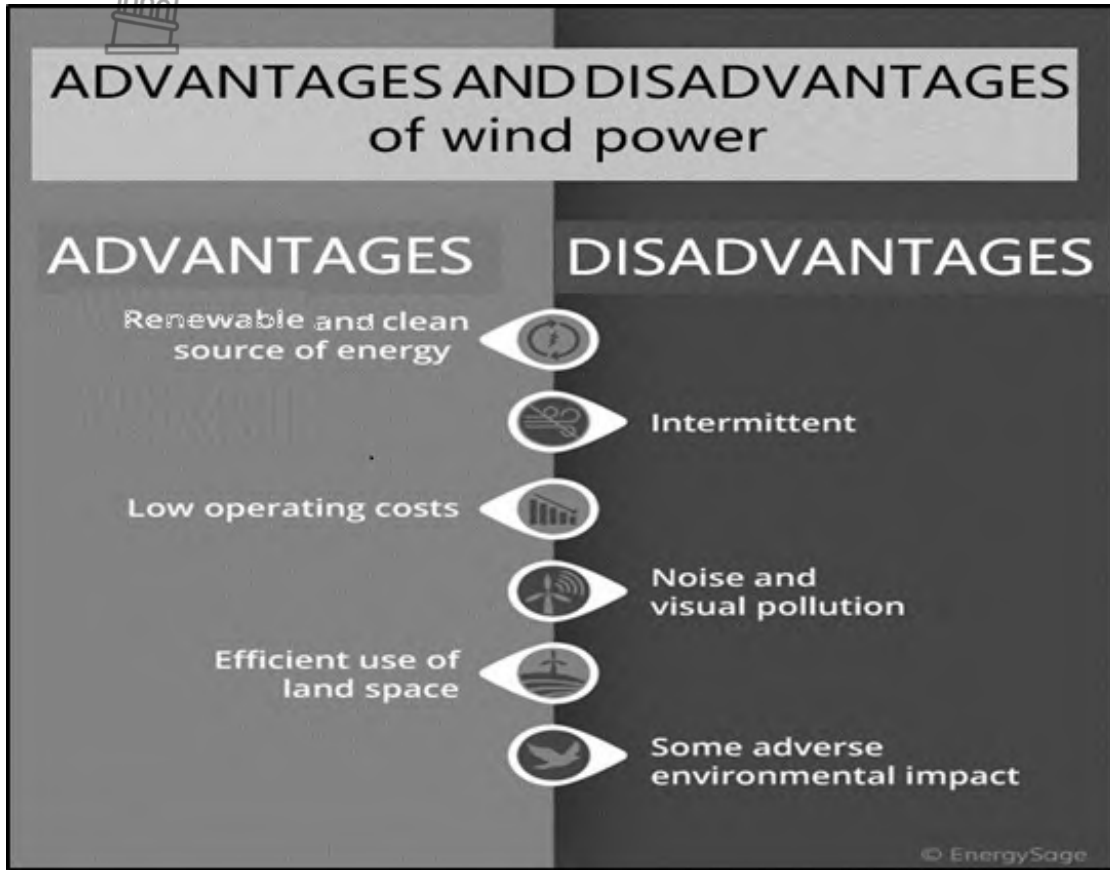 ADVANTAGES AND DISADVANTAGES
of wind power
ADVANTAGES
DISADVANTAGES
Renewable and clean
source of energy
Intermittent
Low operating costs
Noise and
visual pollution
Efficient use of
land space
Some adverse
environmental impact
© EnergySage